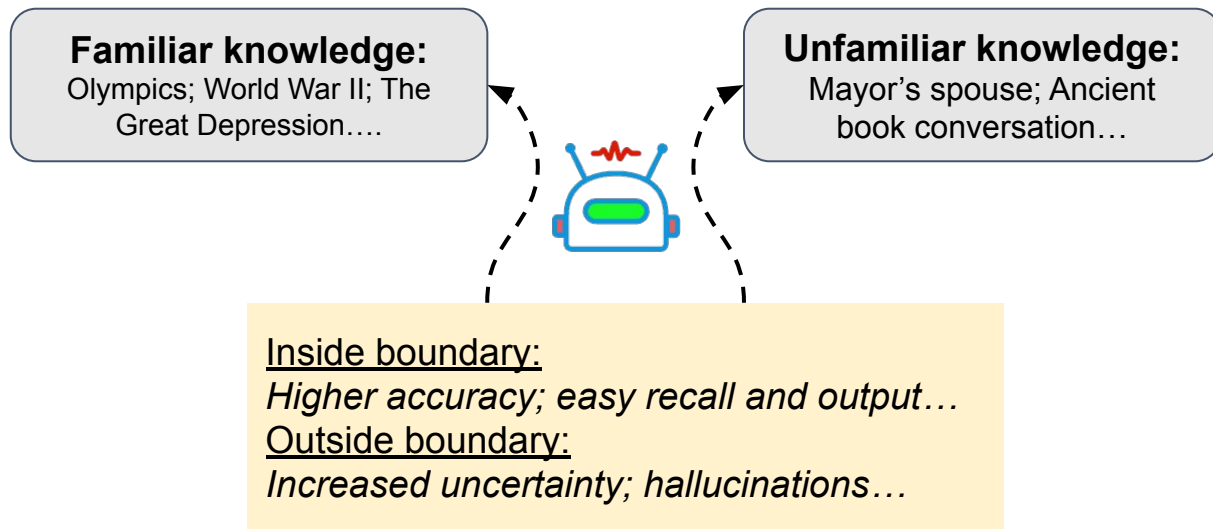 Familiar knowledge:
Olympics; World War II; The
Great Depression….
Unfamiliar knowledge:
Mayor’s spouse; Ancient
book conversation…
Inside boundary:
Higher accuracy; easy recall and output…
Outside boundary:
Increased uncertainty; hallucinations…